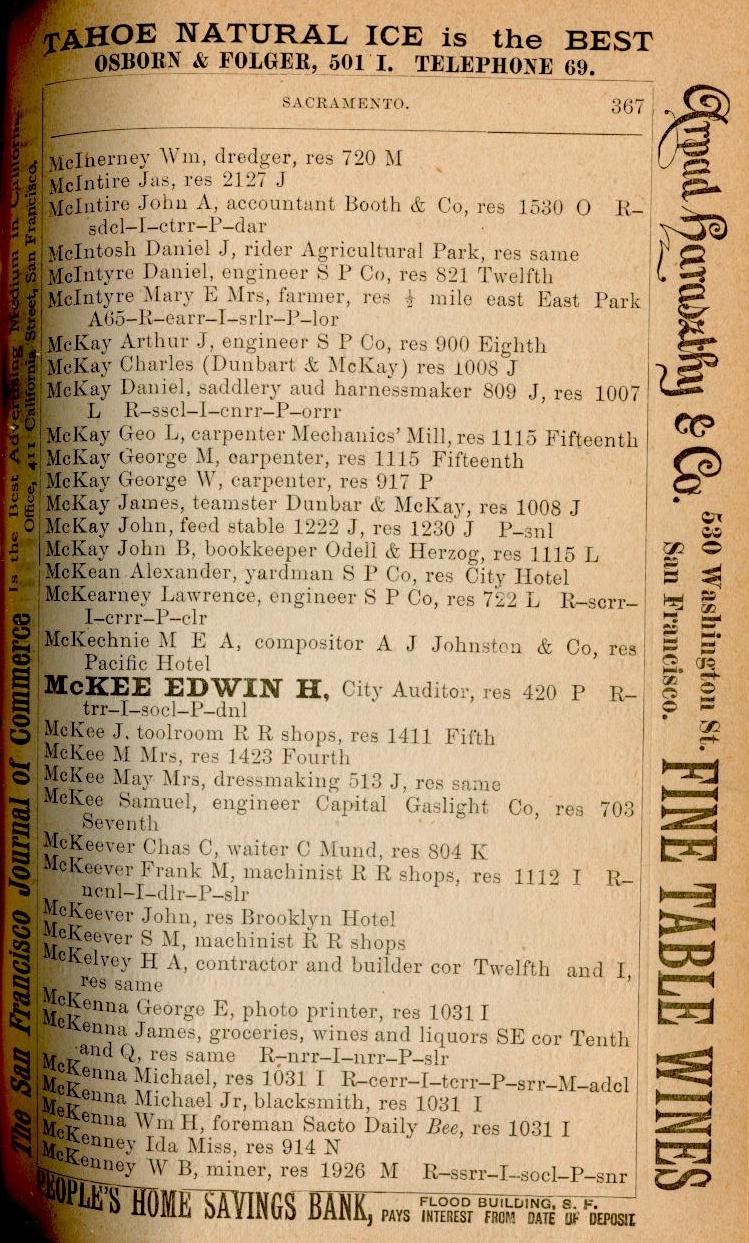 TAHOE NATURAL ICE is the BEST
OSBORN & FOLGER, 501 I. TELEPHONE 69.
SACRAMENTO. 367
McInerney Wm, dredger, res 720 M
McIntire Jas, res 2127 J
McIntire John A, accountant Booth & Co, res 1530 O R–
sdcl–I–ctrr–P–dar
McIntosh Daniel J, rider Agricultural Park, res same
McIntyre Daniel, engineer S P Co, res 821 Twelfth
McIntyre Mary E Mrs, farmer, res ½ mile east East Park
A65–R–earr–I–srlr–P–lor
McKay Arthur J, engineer S P Co, res 900 Eighth
McKay Charles (Dunbart & McKay) res 1008 J
McKay Daniel, saddlery aud harnessmaker 809 J, res 1007
L R–sscl–I–cnrr–P–orrr
McKay Geo L, carpenter Mechanics' Mill, res 1115 Fifteenth
McKay George M, carpenter, res 1115 Fifteenth
McKay George W, carpenter, res 917 P
McKay James, teamster Dunbar & McKay, res 1008 J
McKay John, feed stable 1222 J, res 1230 J P–snl
McKay John B, bookkeeper Odell & Herzog, res 1115 L
McKean Alexander, yardman S P Co, res City Hotel
McKearney Lawrence, engineer S P Co, res 722 L R–scrr–
I–crrr–P–clr
McKechnie M E A, compositor A J Johnston & Co, res
Pacific Hotel
McKEE EDWIN H, City Auditor, res 420 P R–
trr–I–socl–P–dnl
McKee J, toolroom R R shops, res 1411 Fifth
McKee M Mrs, res 1423 Fourth
McKee May Mrs, dressmaking 513 J, res same
McKee Samuel, engineer Capital Gaslight Co, res 703
Seventh
McKeever Chas C, waiter C Mund, res 804 K
McKeever Frank M, machinist R R shops, res 1112 I R–
ncnl–I–dlr–P–slr
McKeever John, res Brooklyn Hotel
McKeever S M, machinist R R shops
McKelvey H A, contractor and builder cor Twelfth and I,
res same
McKenna George E, photo printer, res 1031 I
McKenna James, groceries, wines and liquors SE cor Tenth
and Q, res same R–nrr–I–nrr–P–slr
McKenna Michael, res 1031 I R–cerr–I–tcrr–P–srr–M–adcl
McKenna Michael Jr, blacksmith, res 1031 I
McKenna Wm H, foreman Sacto Daily Bee, res 1031 I
McKenney Ida Miss, res 914 N
McKenney W B, miner, res 1926 M R–ssrr–I–socl–P–snr
PEOPLE'S HOME SAVINGS BANK, PAYS INTEREST FROM DATE OF DEPOSIT
FLOOD BUILDING, S. F.
The San Francisco Journal of Commerce Is the Best Advertising Medium in California.
Office, 411 California Street, San Francisco.
Arpad Haraszthy & Co. 530 Washington St.
San Francisco.
FINE TABLE WINES